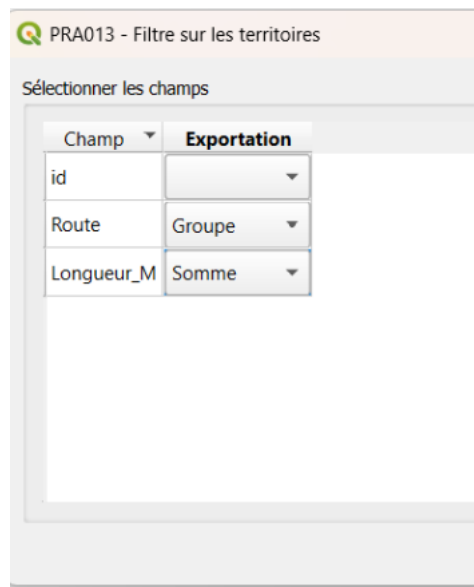 PRA013 - Filtre sur les territoires
Sélectionner les champs
Champ Exportation
id
Route Groupe
Longueur_M Somme